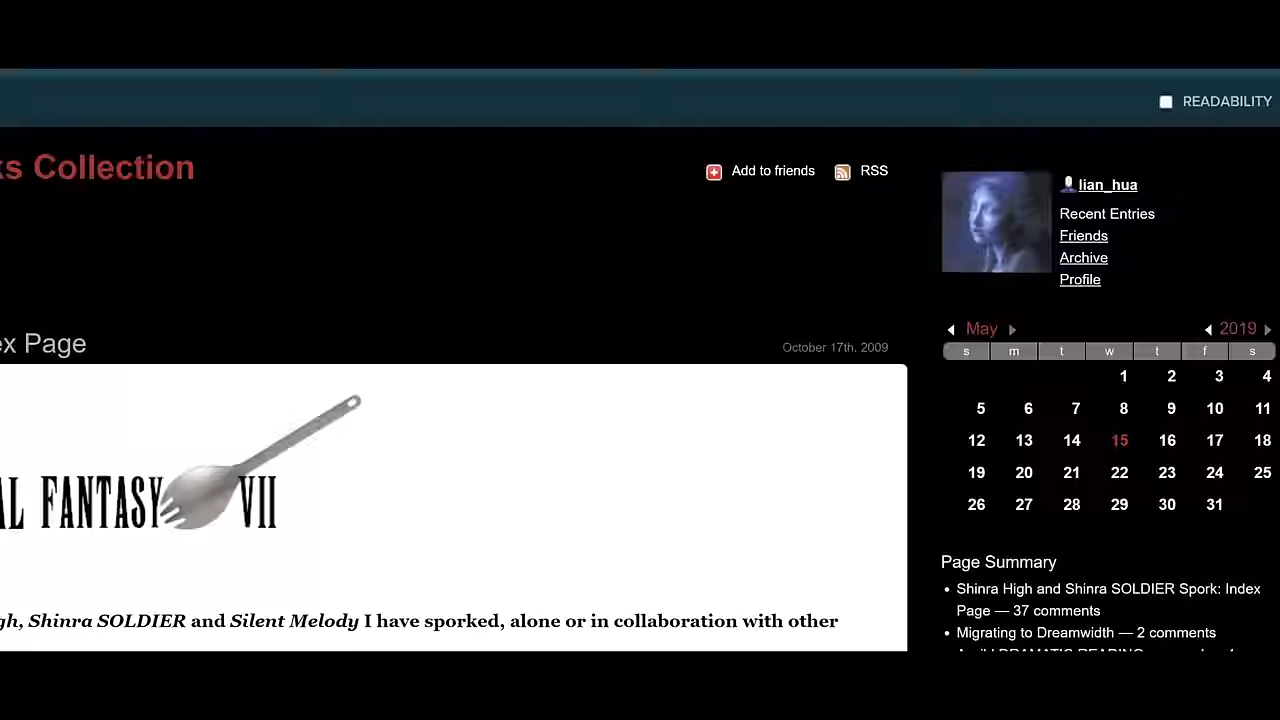 READABILITY
ks Collection
Add to friends
RSS
lian_hua
Recent Entries
Friends
Archive
Profile
ex Page
October 17th, 2009
AL FANTASY VII
gh, Shinra SOLDIER and Silent Melody I have sporked, alone or in collaboration with other
May
2019
s m t w t f s
1 2 3 4
5 6 7 8 9 10 11
12 13 14 15 16 17 18
19 20 21 22 23 24 25
26 27 28 29 30 31
Page Summary
Shinra High and Shinra SOLDIER Spork: Index
Page — 37 comments
Migrating to Dreamwidth — 2 comments